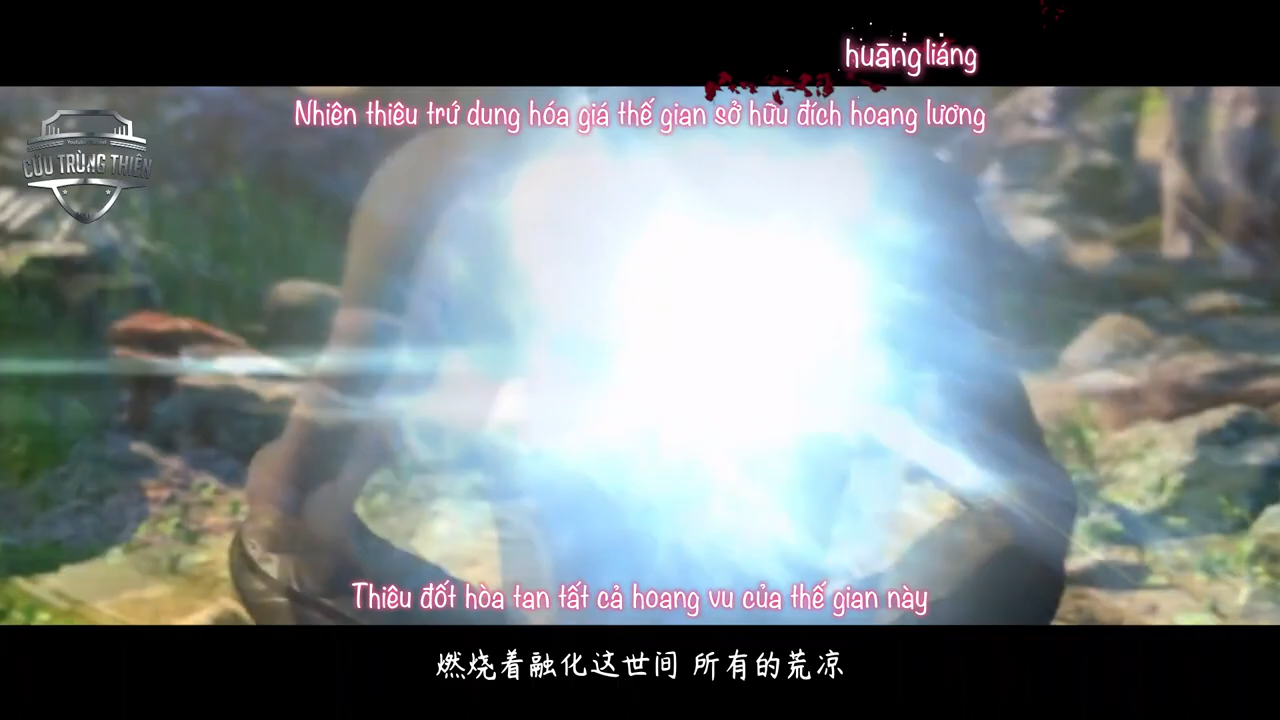 huāng liáng
Nhiên thiêu trứ dung hóa giá thế gian sở hữu đích hoang lương
CỬU TRÙNG THIÊN
Thiêu đốt hòa tan tất cả hoang vu của thế gian này
燃烧着融化这世间 所有的荒凉